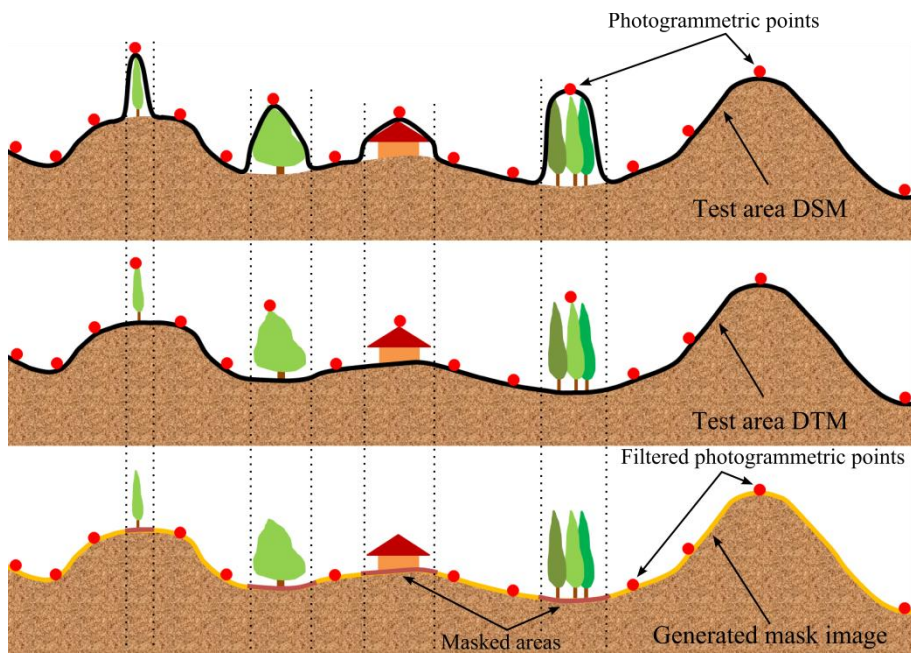 Photogrammetric points
Test area DSM
Test area DTM
Filtered photogrammetric points
Masked areas
Generated mask image